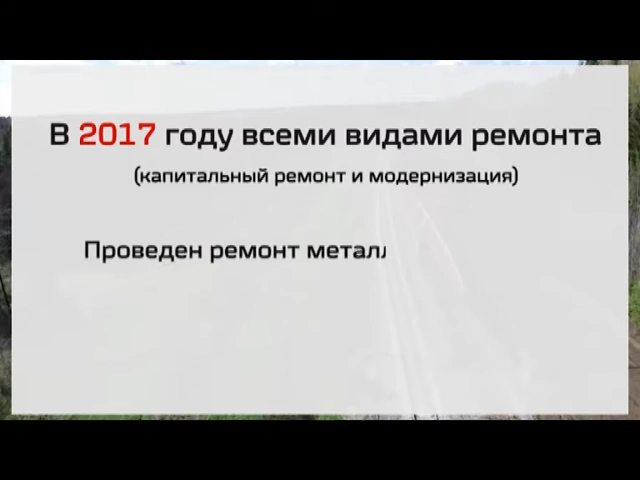 В 2017 году всеми видами ремонта
(капитальный ремонт и модернизация)
Проведен ремонт метал